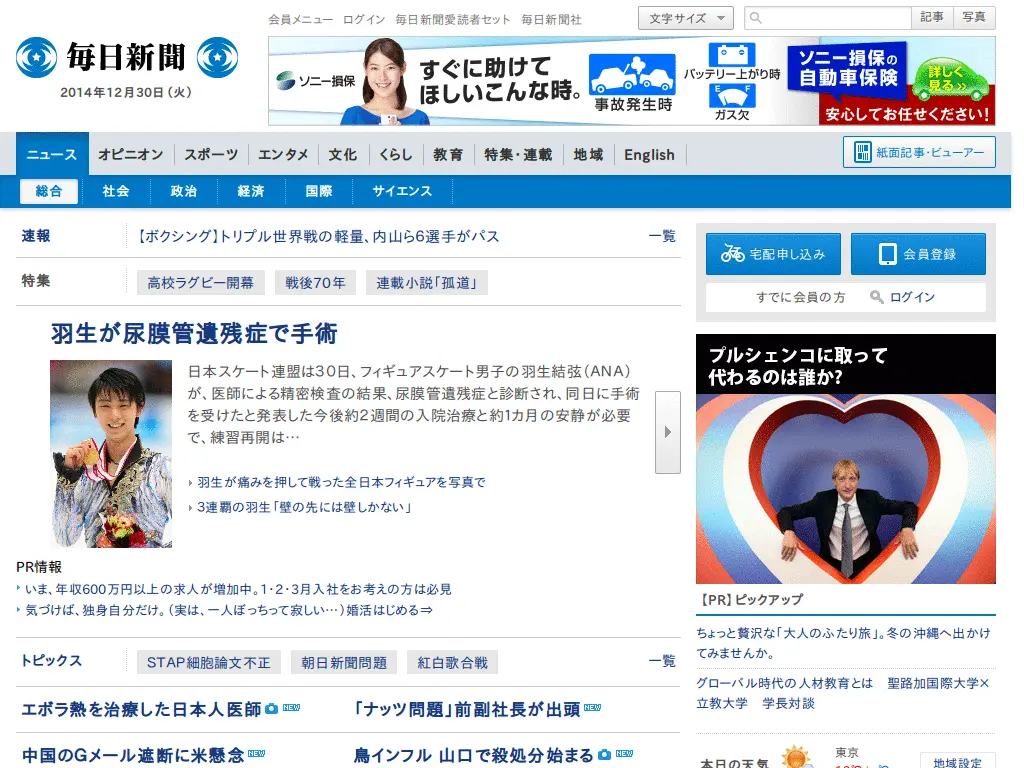 会員メニュー ログイン 毎日新聞愛読者セット 毎日新聞社
文字サイズ
記事 写真
毎日新聞
2014年12月30日(火)
ソニー損保
すぐに助けて
ほしいこんな時。
事故発生時
バッテリー上がり時
E F
ガス欠
ソニー損保の
自動車保険
詳しく
見る
安心してお任せください!
ニュース オピニオン スポーツ エンタメ 文化 くらし 教育 特集・連載 地域 English
紙面記事・ビューアー
総合 社会 政治 経済 国際 サイエンス
速報 【ボクシング】トリプル世界戦の軽量、内山ら6選手がパス 一覧
特集 高校ラグビー開幕 戦後70年 連載小説「孤道」
羽生が尿膜管遺残症で手術
日本スケート連盟は30日、フィギュアスケート男子の羽生結弦(ANA)
が、医師による精密検査の結果、尿膜管遺残症と診断され、同日に手術
を受けたと発表した今後約2週間の入院治療と約1カ月の安静が必要
で、練習再開は…
羽生が痛みを押して戦った全日本フィギュアを写真で
3連覇の羽生「壁の先には壁しかない」
PR情報
いま、年収600万円以上の求人が増加中。1・2・3月入社をお考えの方は必見
気づけば、独身自分だけ。(実は、一人ぼっちって寂しい…)婚活はじめる⇒
トピックス STAP細胞論文不正 朝日新聞問題 紅白歌合戦 一覧
エボラ熱を治療した日本人医師 NEW
「ナッツ問題」前副社長が出頭 NEW
中国のGメール遮断に米懸念 NEW
鳥インフル 山口で殺処分始まる NEW
宅配申し込み 会員登録
すでに会員の方 ログイン
プルシェンコに取って
代わるのは誰か?
【PR】ピックアップ
ちょっと贅沢な「大人のふたり旅」。冬の沖縄へ出かけ
てみませんか。
グローバル時代の人材教育とは 聖路加国際大学×
立教大学 学長対談
本日の天気 東京
地域設定